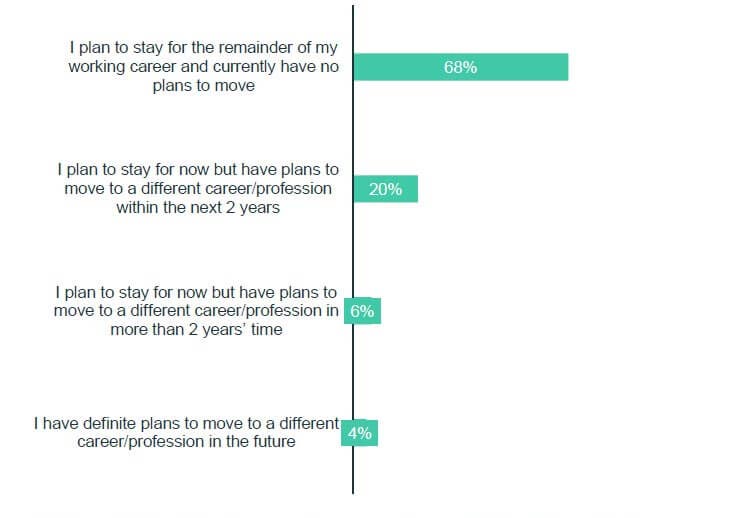 I plan to stay for the remainder of my
working career and currently have no
plans to move
68%
I plan to stay for now but have plans to
move to a different career/profession
within the next 2 years
20%
I plan to stay for now but have plans to
move to a different career/profession in
more than 2 years’ time
6%
I have definite plans to move to a different
career/profession in the future
4%